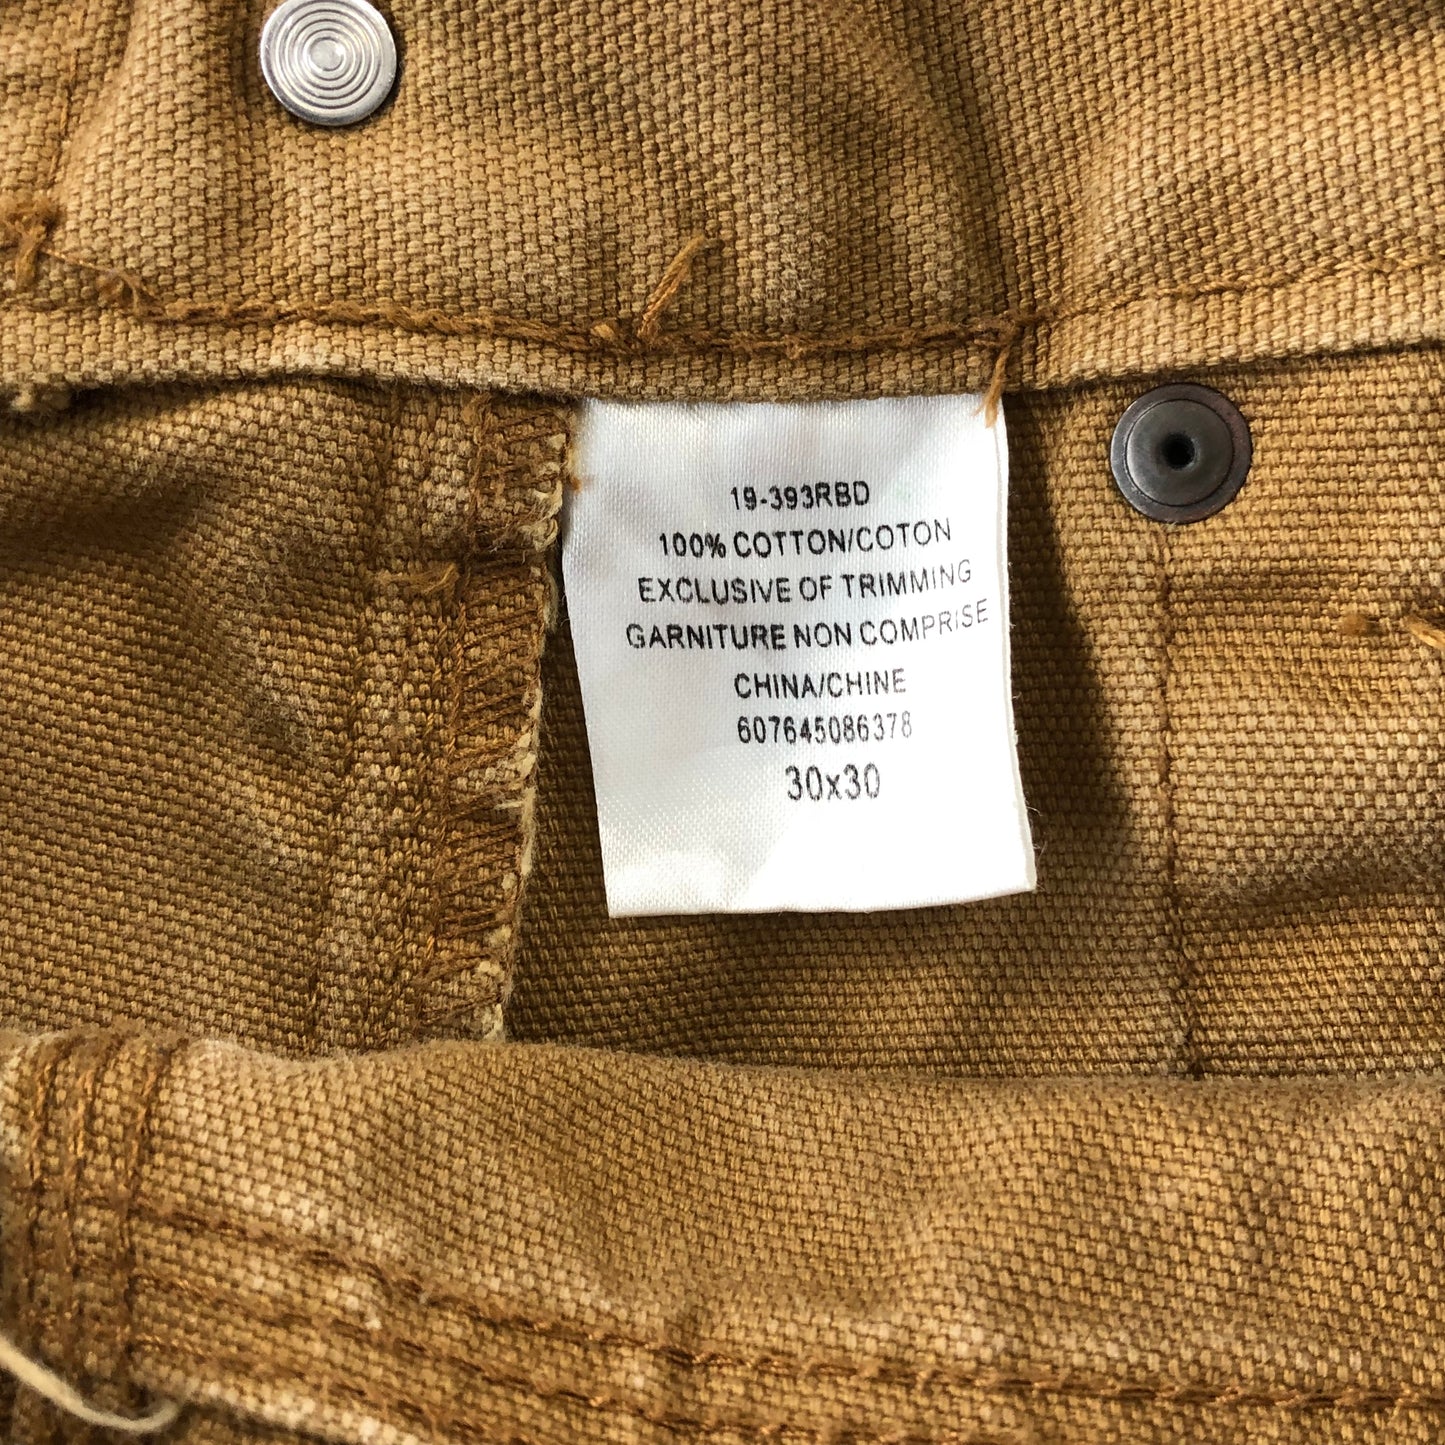 19-393RBD
100% COTTON/COTON
EXCLUSIVE OF TRIMMING
GARNITURE NON COMPRISE
CHINA/CHINE
607645086378
30x30